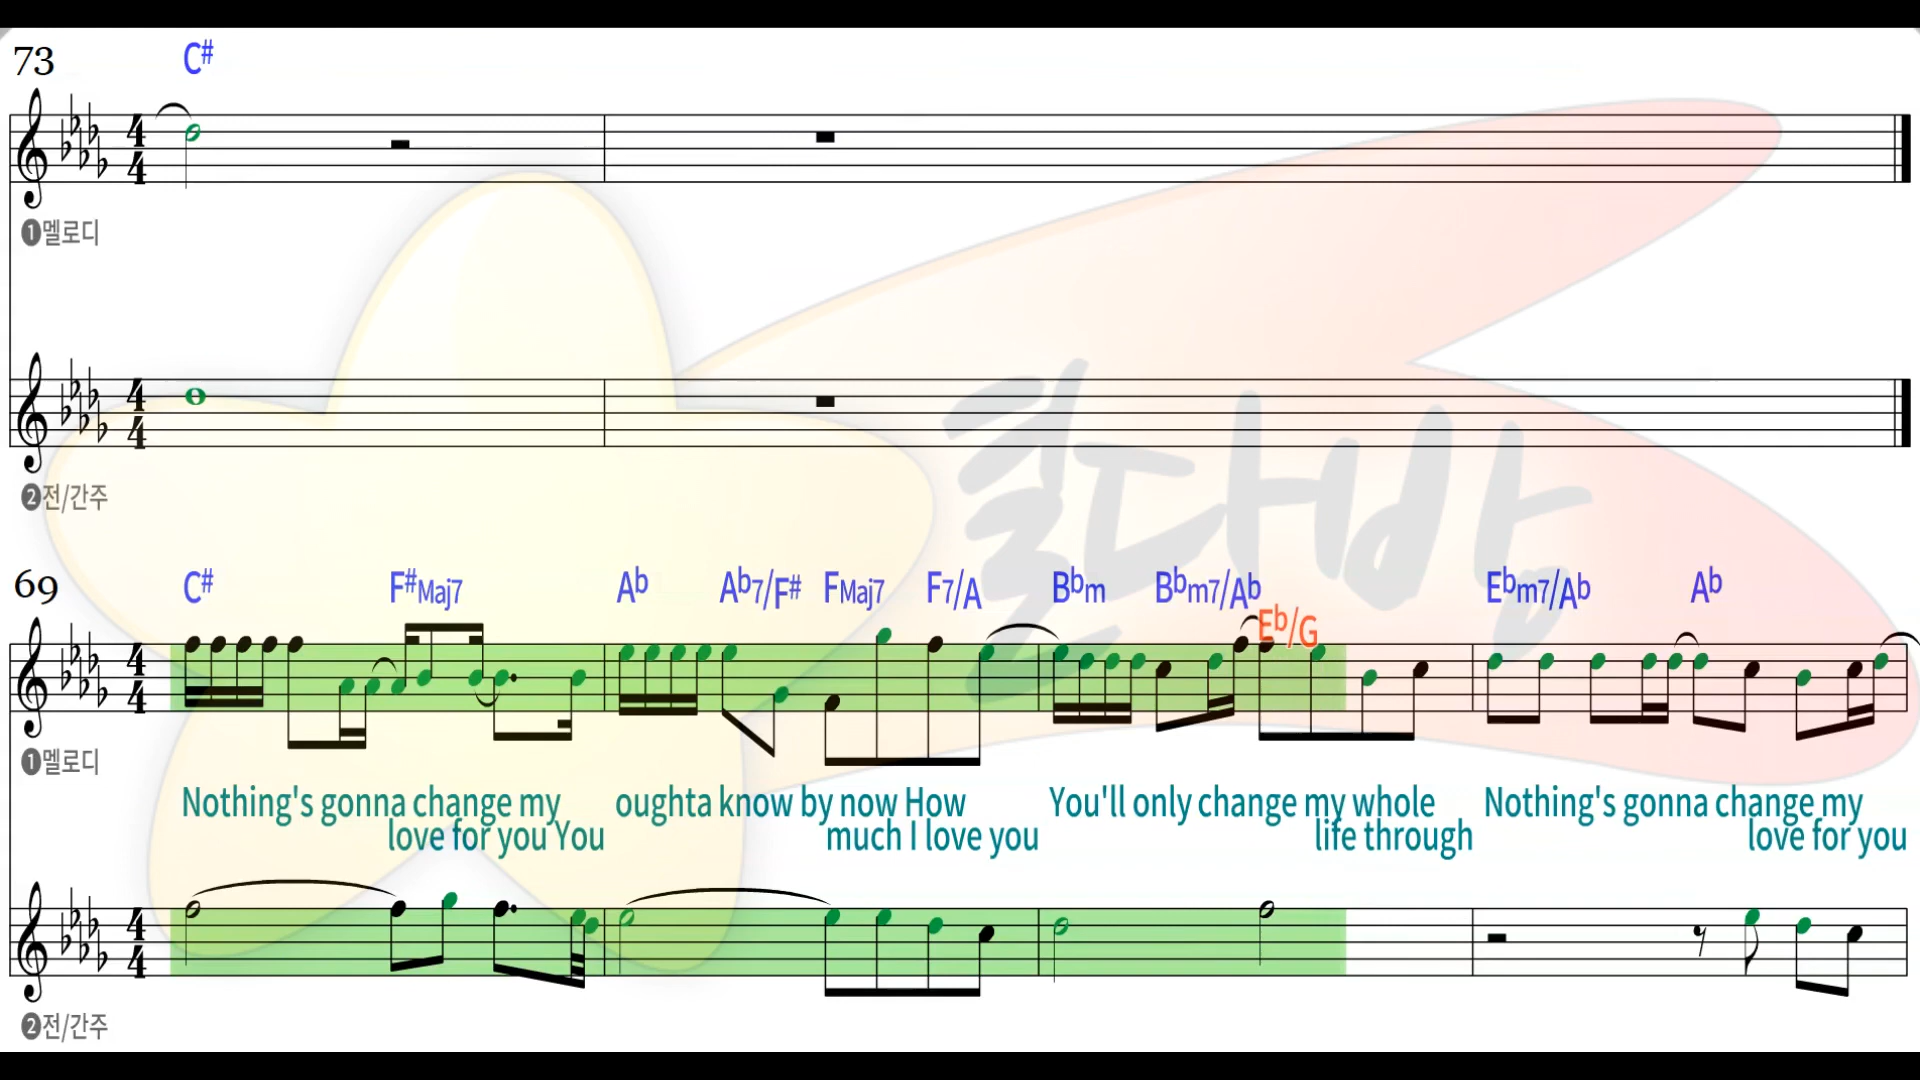 73
C#
❶멜로디
❷전/간주
칼다방
69
C# F#Maj7 Ab Ab7/F# FMaj7 F7/A Bbm Bbm7/Ab Eb/G Ebm7/Ab Ab
❶멜로디
Nothing's gonna change my oughta know by now How You'll only change my whole Nothing's gonna change my
love for you You much I love you life through love for you
❷전/간주